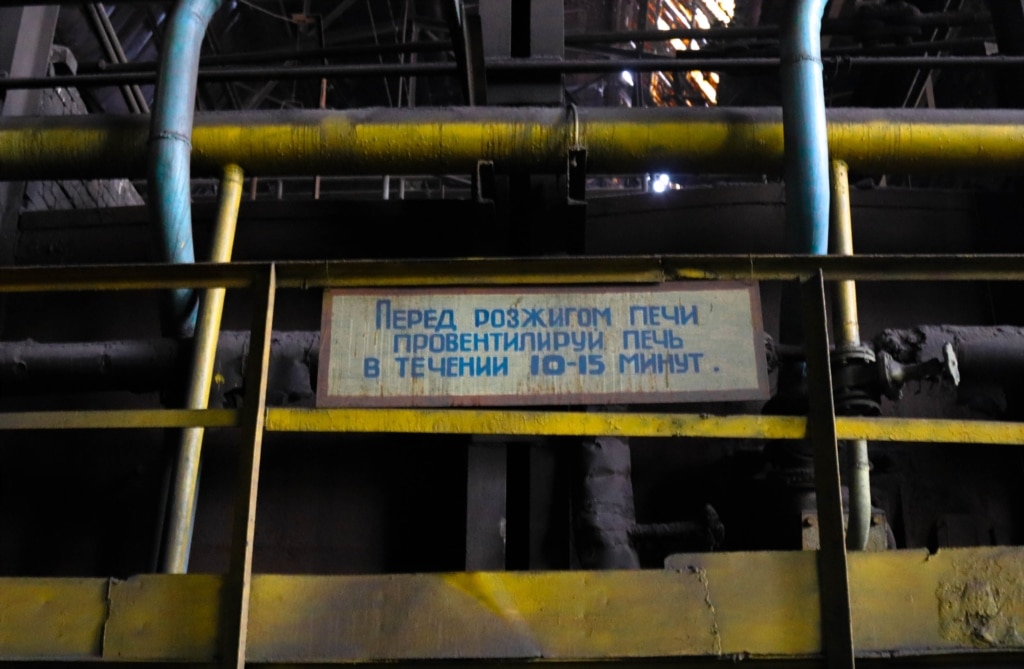 Перед розжигом печи
провентилируй печь
в течении 10-15 минут.